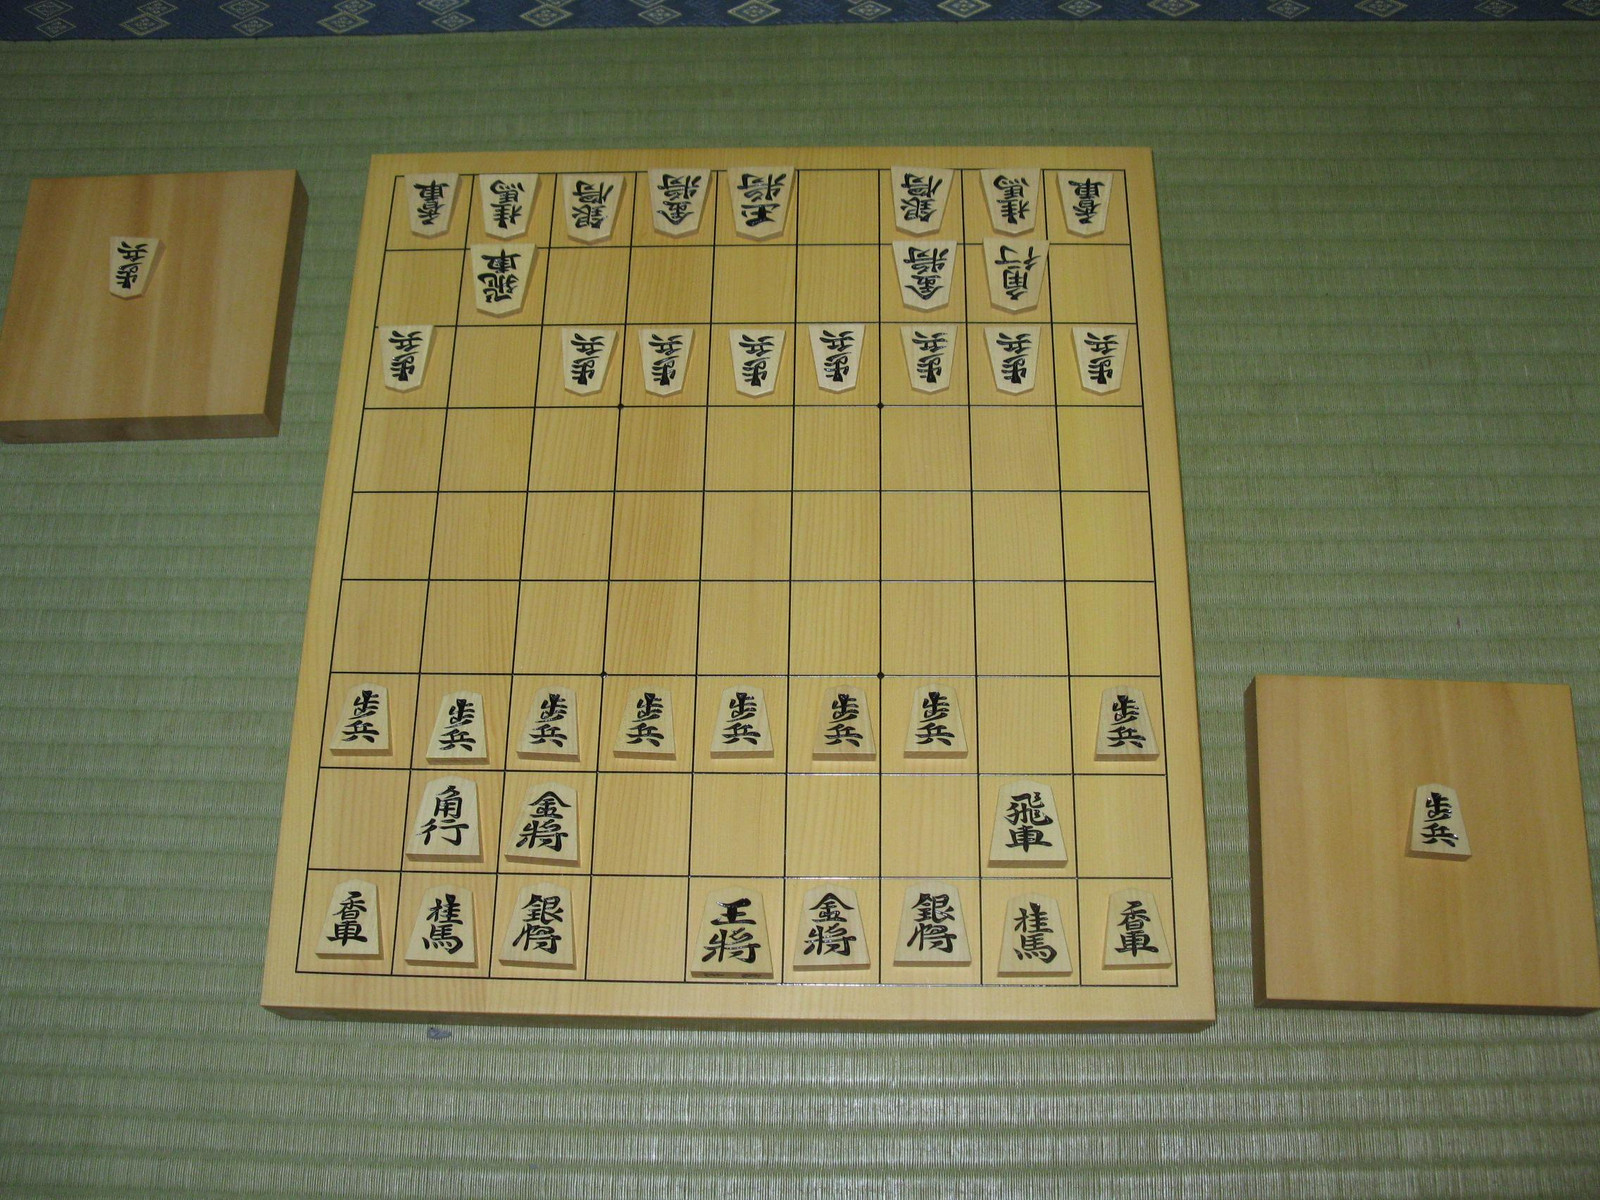 香車 桂馬 銀将 金将 玉将 銀将 桂馬 香車
飛車 金将 角行
歩兵
歩兵 歩兵 歩兵 歩兵 歩兵 歩兵 歩兵 歩兵
歩兵 歩兵 歩兵 歩兵 歩兵 歩兵 歩兵 歩兵
角行 金将 飛車
歩兵
香車 桂馬 銀将 王将 金将 銀将 桂馬 香車